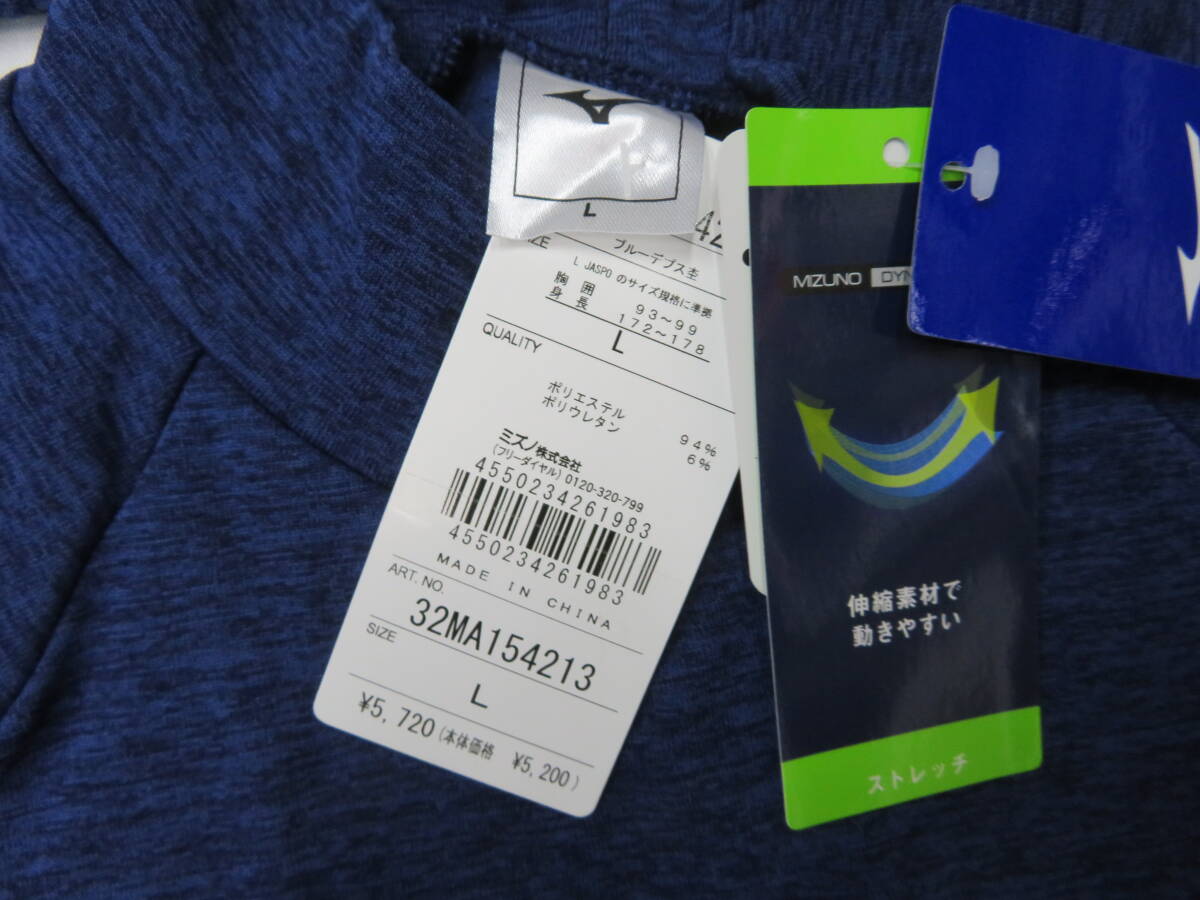 L
42
ブルーデプス杢
L JASPO のサイズ規格に準拠
胸 囲 93～99
身 長 172～178
L
QUALITY
ポリエステル 94%
ポリウレタン 6%
ミズノ株式会社
(フリーダイヤル) 0120-320-799
4550234261983
4550234261983
MADE IN CHINA
ART. NO.
32MA154213
SIZE
L
¥5,720 (本体価格 ¥5,200)
MIZUNO
伸縮素材で
動きやすい
ストレッチ